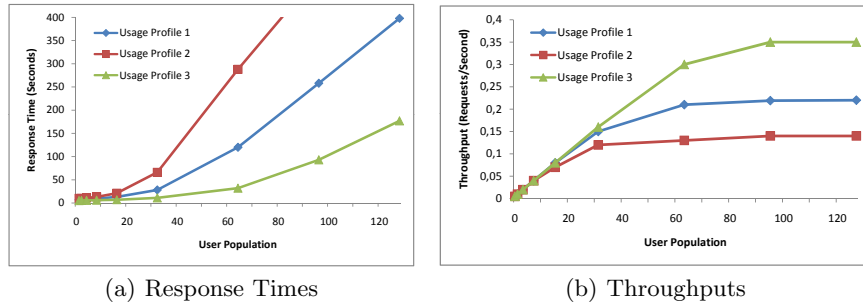 400
350
300
250
200
150
100
50
0
Response Time (Seconds)
Usage Profile 1
Usage Profile 2
Usage Profile 3
0 20 40 60 80 100 120
User Population
(a) Response Times
0,4
0,35
0,3
0,25
0,2
0,15
0,1
0,05
0
Throughput (Requests/Second)
Usage Profile 1
Usage Profile 2
Usage Profile 3
0 20 40 60 80 100 120
User Population
(b) Throughputs